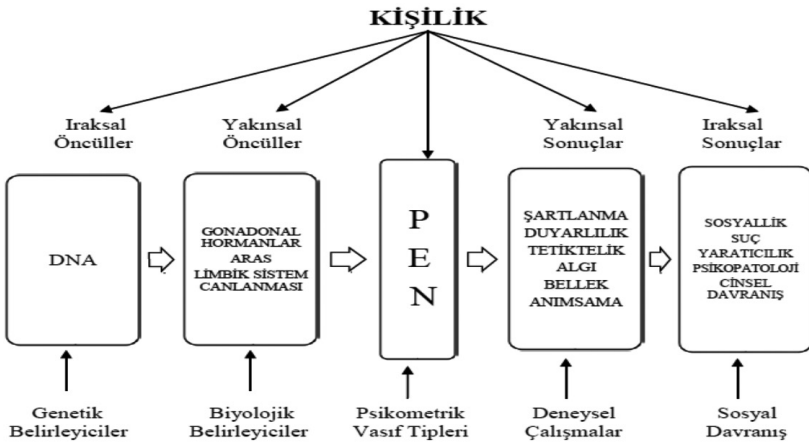 KİŞİLİK
Iraksal
Öncüller
Yakınsal
Öncüller
Yakınsal
Sonuçlar
Iraksal
Sonuçlar
DNA
GONADONAL
HORMANLAR
ARAS
LİMBİK SİSTEM
CANLANMASI
P
E
N
ŞARTLANMA
DUYARLILIK
TETİKTELİK
ALGI
BELLEK
ANIMSAMA
SOSYALLİK
SUÇ
YARATICILIK
PSİKOPATOLOJİ
CİNSEL
DAVRANIŞ
Genetik
Belirleyiciler
Biyolojik
Belirleyiciler
Psikometrik
Vasıf Tipleri
Deneysel
Çalışmalar
Sosyal
Davranış